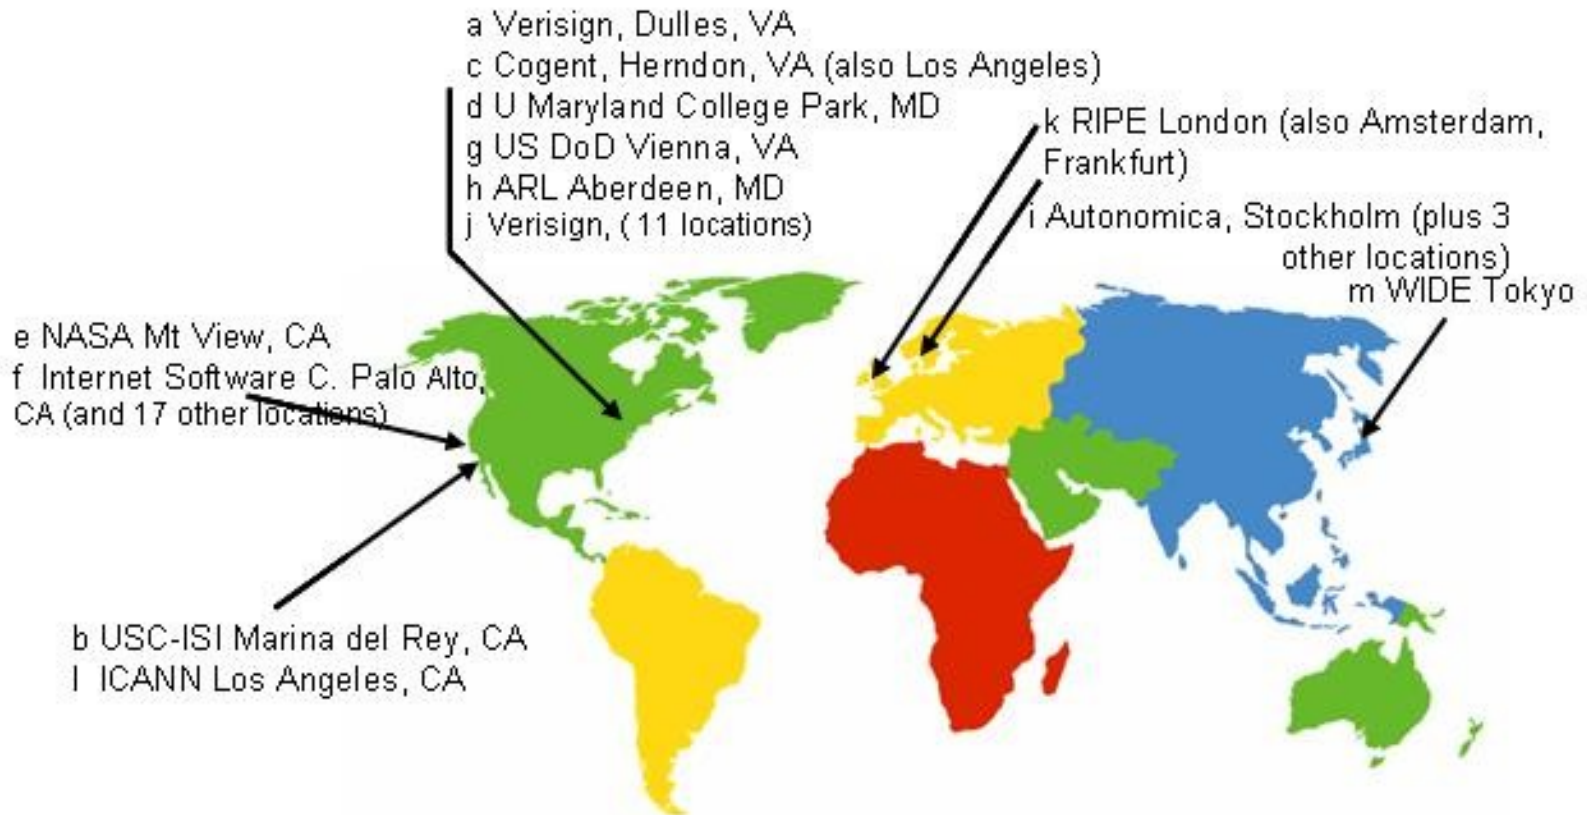 a Verisign, Dulles, VA
c Cogent, Herndon, VA (also Los Angeles)
d U Maryland College Park, MD
g US DoD Vienna, VA
h ARL Aberdeen, MD
j Verisign, ( 11 locations)
k RIPE London (also Amsterdam,
Frankfurt)
i Autonomica, Stockholm (plus 3
other locations)
m WIDE Tokyo
e NASA Mt View, CA
f Internet Software C. Palo Alto,
CA (and 17 other locations)
b USC-ISI Marina del Rey, CA
l ICANN Los Angeles, CA